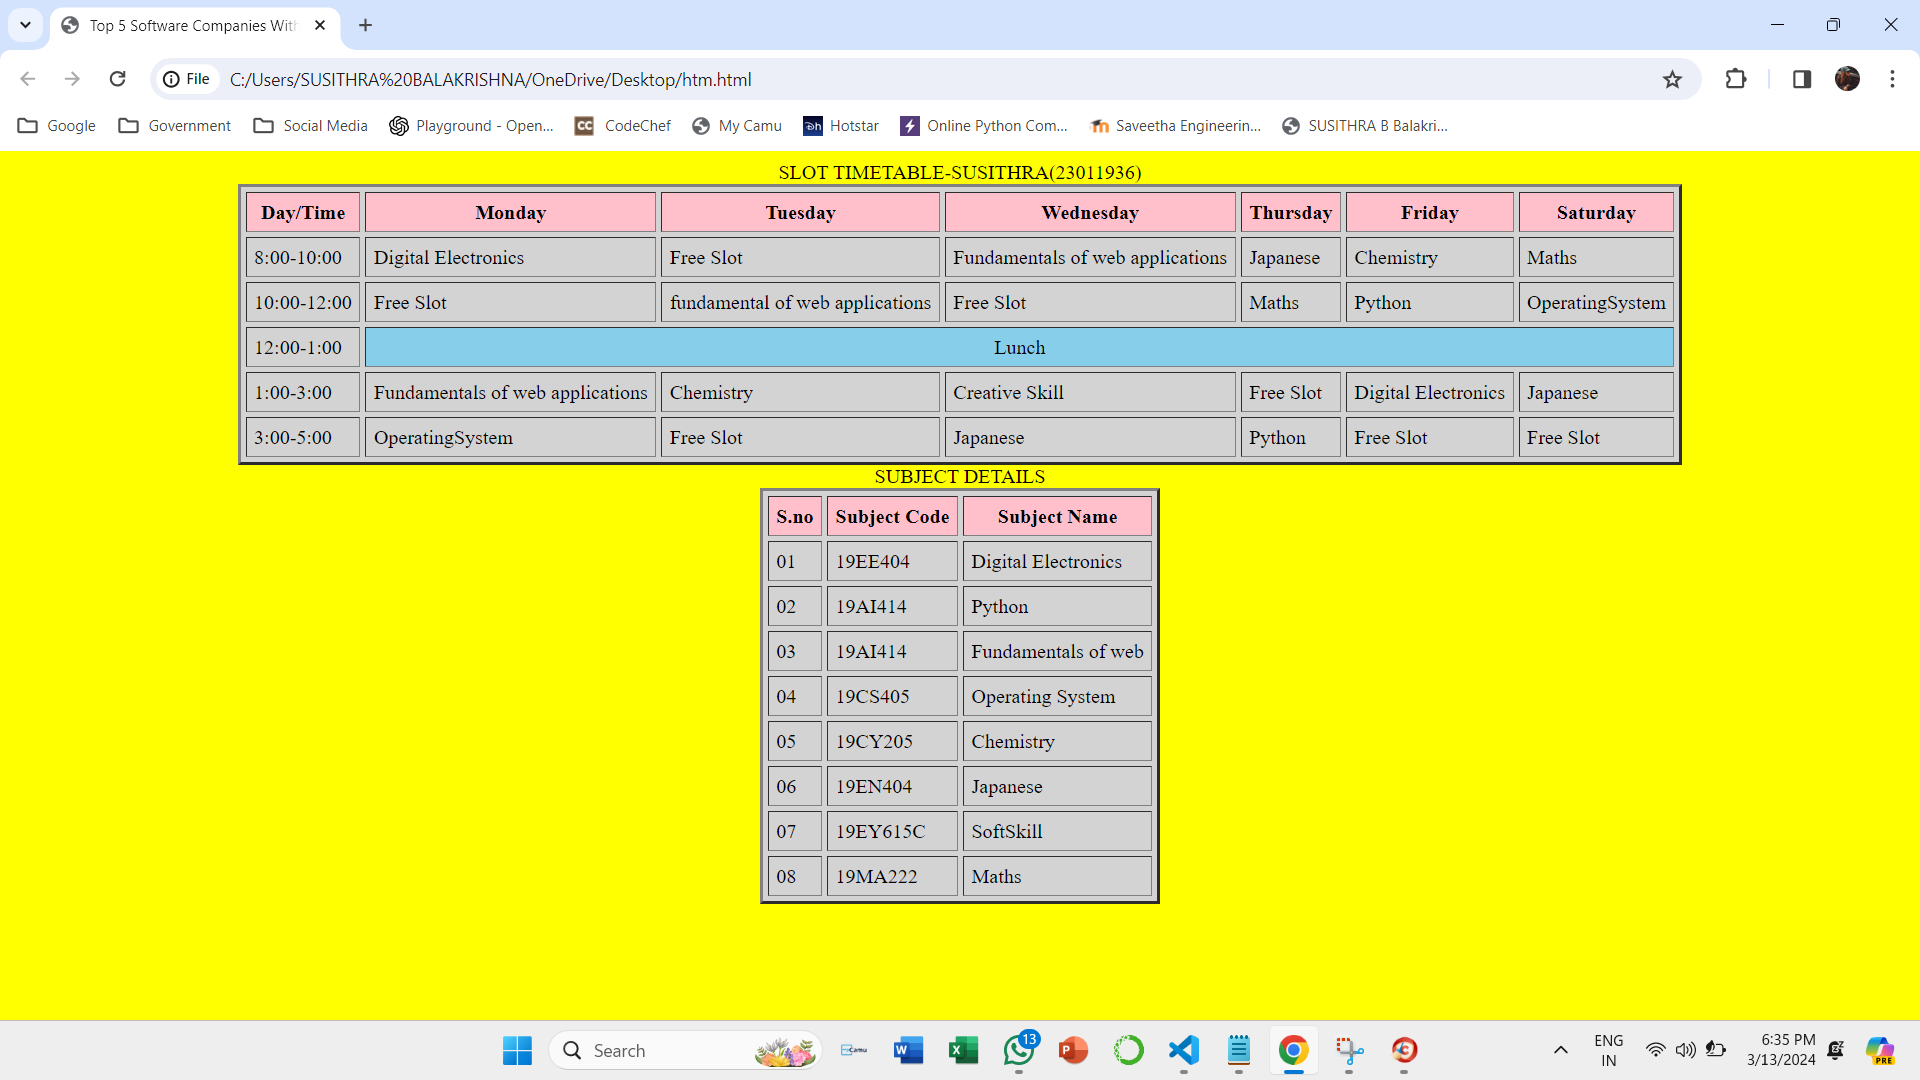 Top 5 Software Companies With
File C:/Users/SUSITHRA%20BALAKRISHNA/OneDrive/Desktop/htm.html
Google Government Social Media Playground - Open... CodeChef My Camu Hotstar Online Python Com... Saveetha Engineerin... SUSITHRA B Balakri...
SLOT TIMETABLE-SUSITHRA(23011936)
Day/Time Monday Tuesday Wednesday Thursday Friday Saturday
8:00-10:00 Digital Electronics Free Slot Fundamentals of web applications Japanese Chemistry Maths
10:00-12:00 Free Slot fundamental of web applications Free Slot Maths Python OperatingSystem
12:00-1:00 Lunch
1:00-3:00 Fundamentals of web applications Chemistry Creative Skill Free Slot Digital Electronics Japanese
3:00-5:00 OperatingSystem Free Slot Japanese Python Free Slot Free Slot
SUBJECT DETAILS
S.no Subject Code Subject Name
01 19EE404 Digital Electronics
02 19AI414 Python
03 19AI414 Fundamentals of web
04 19CS405 Operating System
05 19CY205 Chemistry
06 19EN404 Japanese
07 19EY615C SoftSkill
08 19MA222 Maths
Search Camu 13 ENG 6:35 PM
IN 3/13/2024 PRE